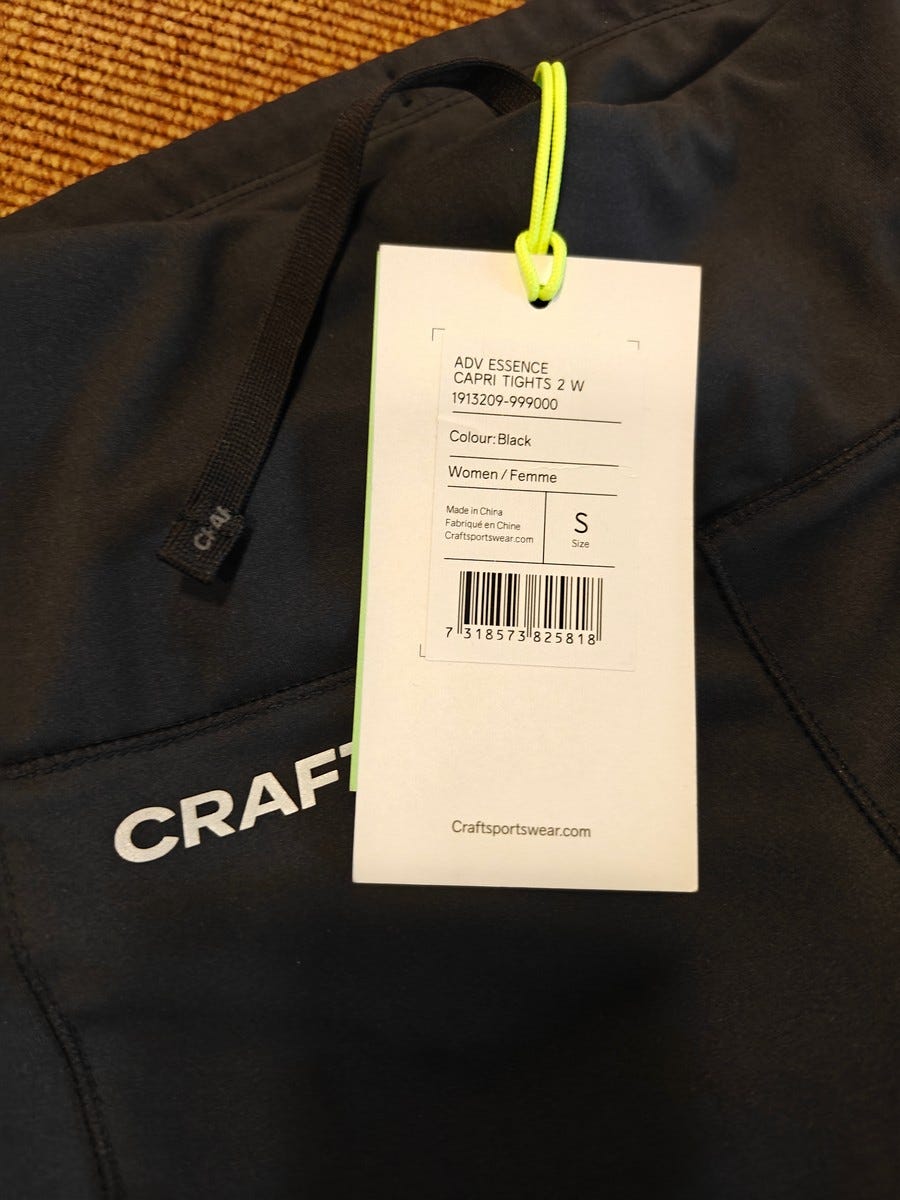 ADV ESSENCE
CAPRI TIGHTS 2 W
1913209-999000
Colour: Black
Women / Femme
Made in China
Fabriqué en Chine
Craftsportswear.com
S
Size
7 318573 825818
CRAFT
Craftsportswear.com